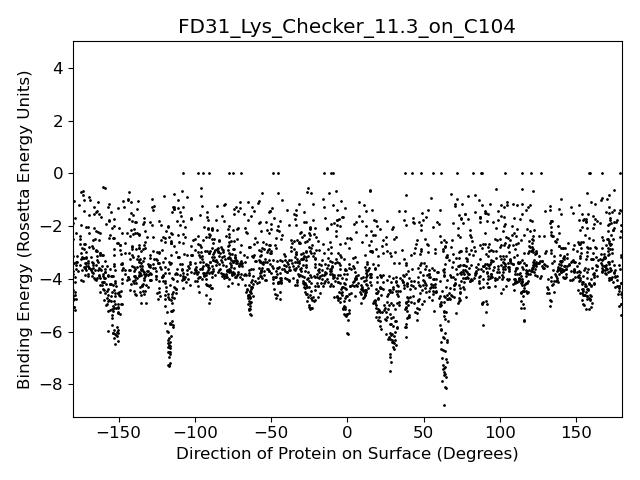 FD31_Lys_Checker_11.3_on_C104
Binding Energy (Rosetta Energy Units)
4
2
0
−2
−4
−6
−8
−150 −100 −50 0 50 100 150
Direction of Protein on Surface (Degrees)